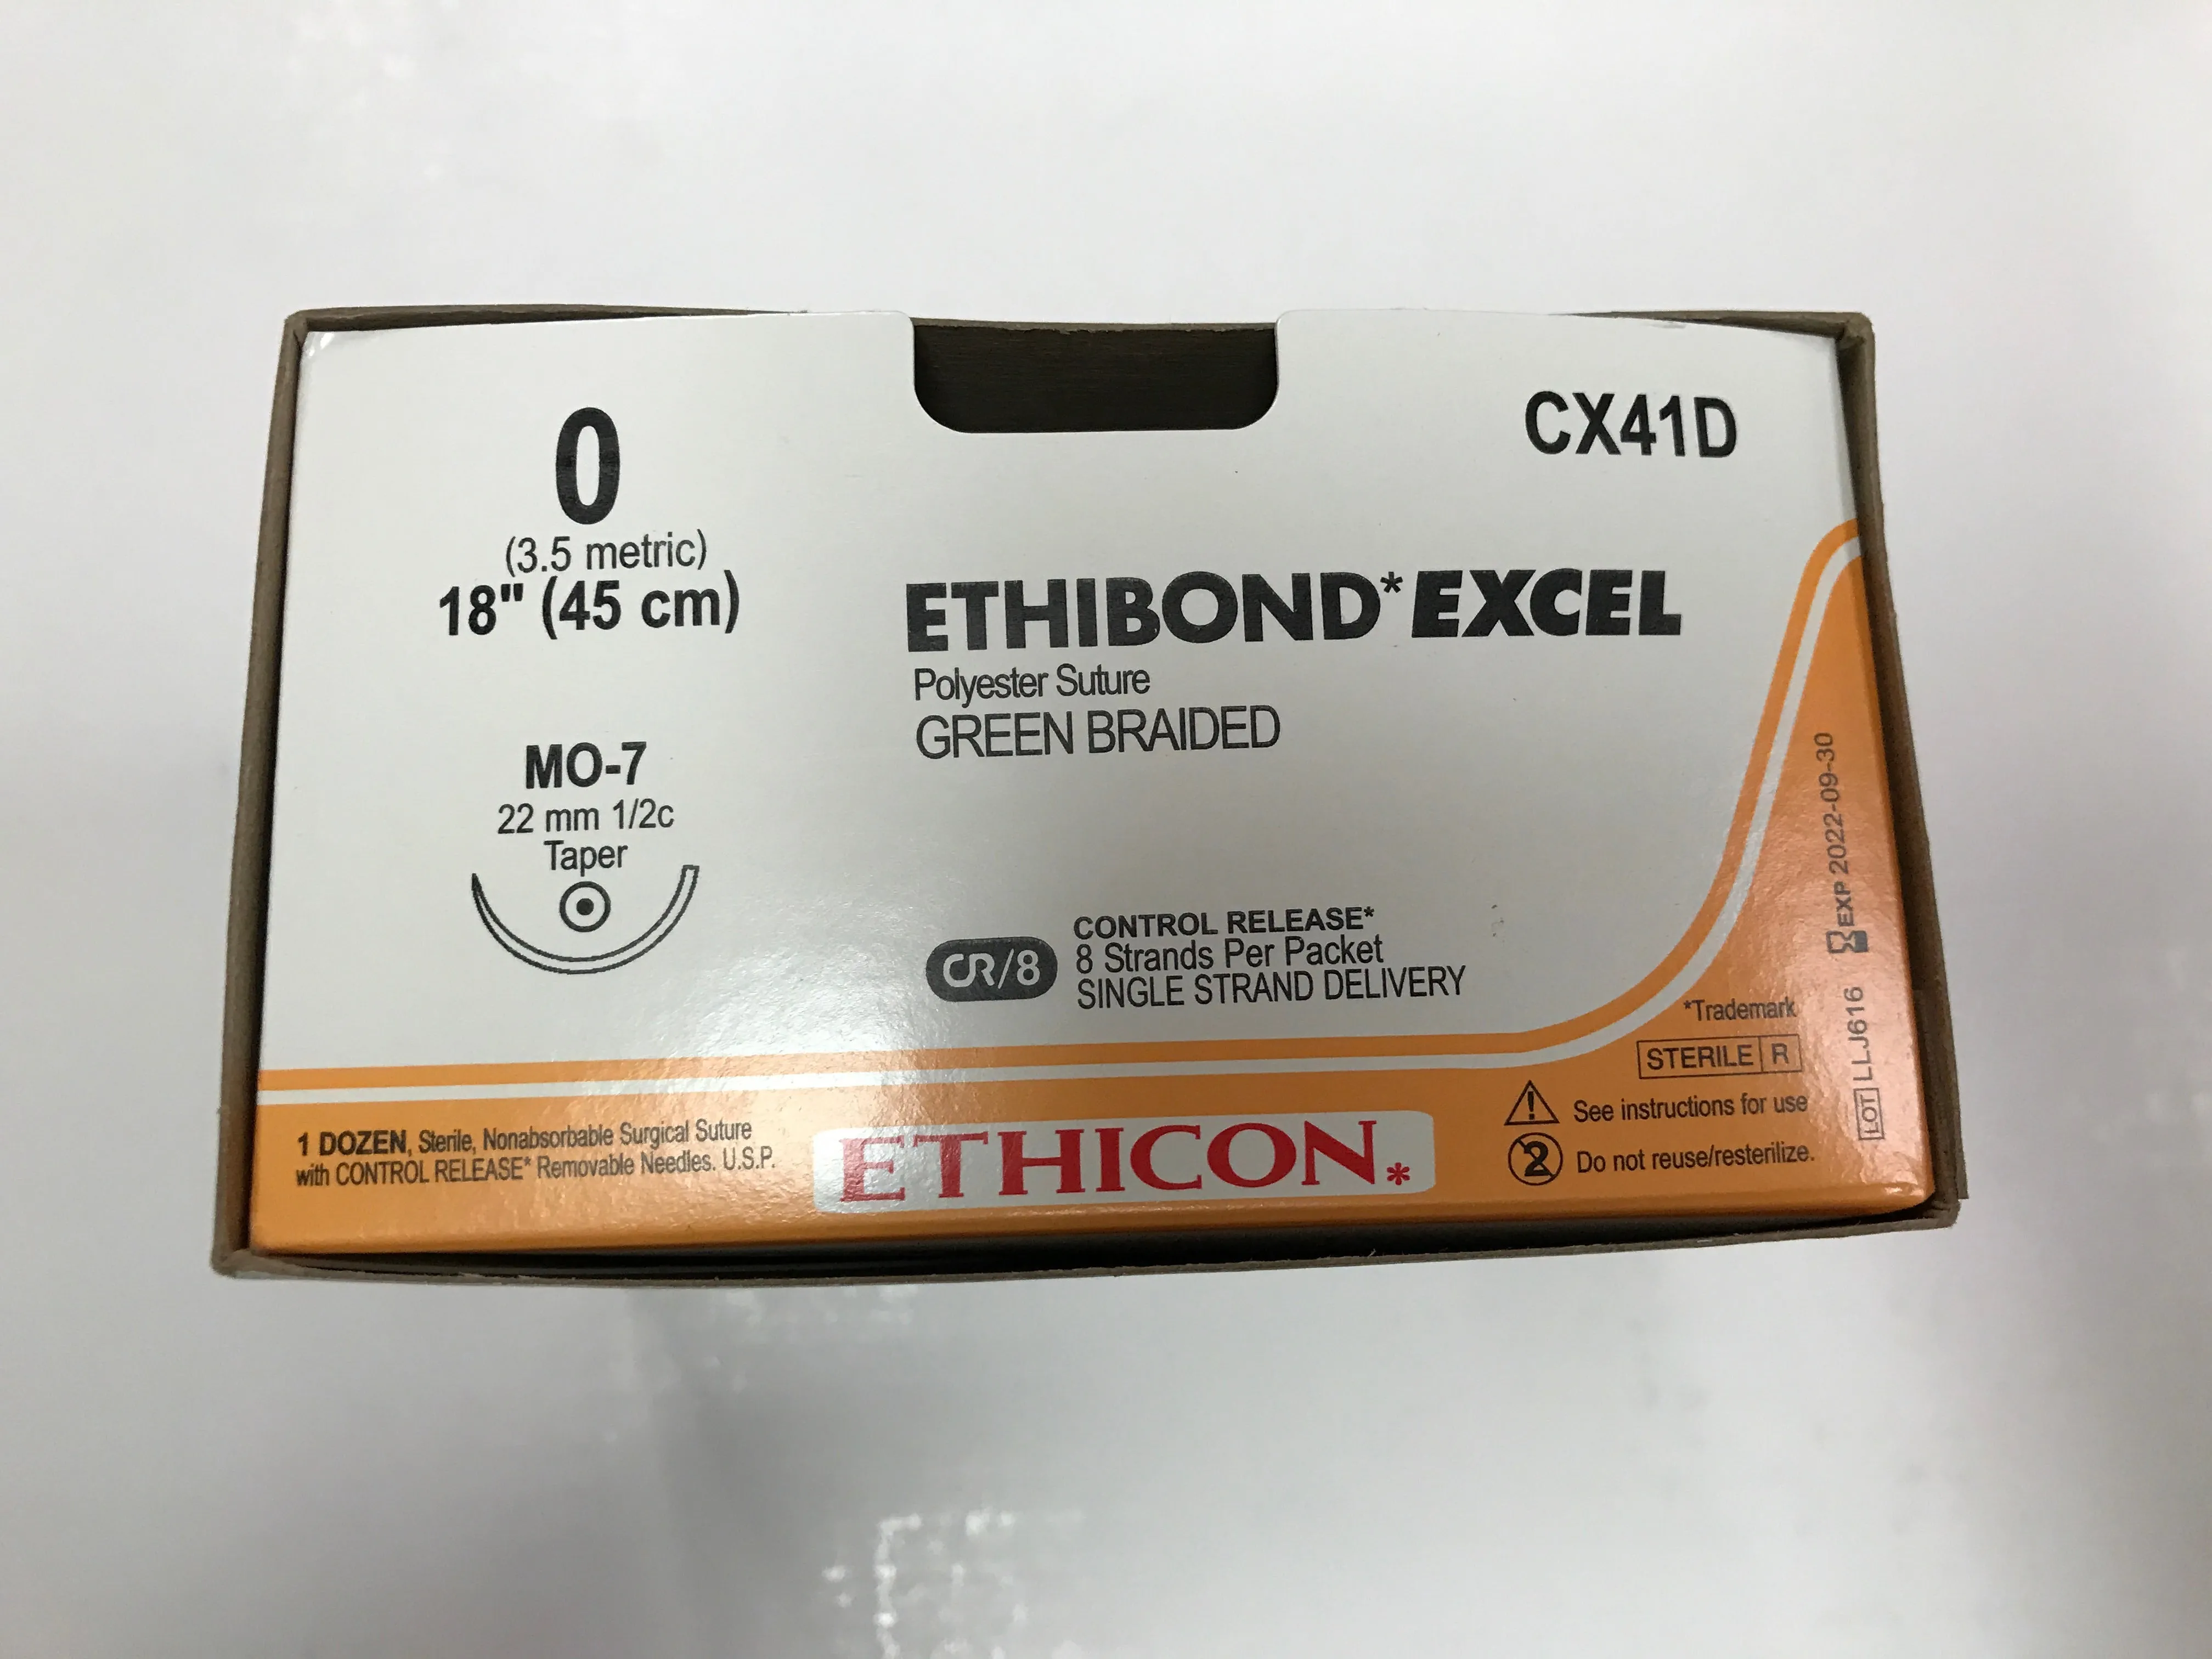 0
(3.5 metric)
18" (45 cm)
MO-7
22 mm 1/2c
Taper
CX41D
ETHIBOND*EXCEL
Polyester Suture
GREEN BRAIDED
CR/8
CONTROL RELEASE*
8 Strands Per Packet
SINGLE STRAND DELIVERY
1 DOZEN, Sterile, Nonabsorbable Surgical Suture
with CONTROL RELEASE* Removable Needles. U.S.P.
ETHICON*
*Trademark
STERILE R
See instructions for use
2 Do not reuse/resterilize.
LOT LLJ616 EXP 2022-09-30